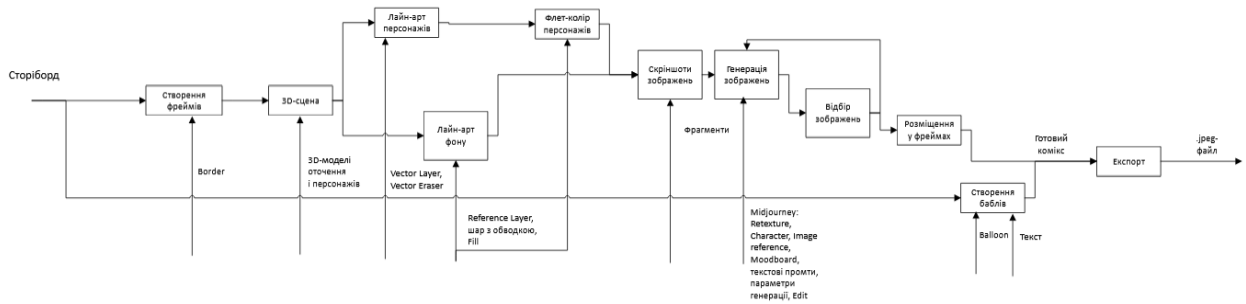 Сторіборд
Створення
фреймів
3D-сцена
Лайн-арт
персонажів
Флет-колір
персонажів
Лайн-арт
фону
Скріншоти
зображень
Генерація
зображень
Відбір
зображень
Розміщення
у фреймах
Готовий
комікс
Експорт
.jpeg-
файл
Створення
баблів
Border
3D-моделі
оточення
і персонажів
Vector Layer,
Vector Eraser
Reference Layer,
шар з обводкою,
Fill
Фрагменти
Midjourney:
Retexture,
Character, Image
reference,
Moodboard,
текстові промти,
параметри
генерації, Edit
Balloon
Текст